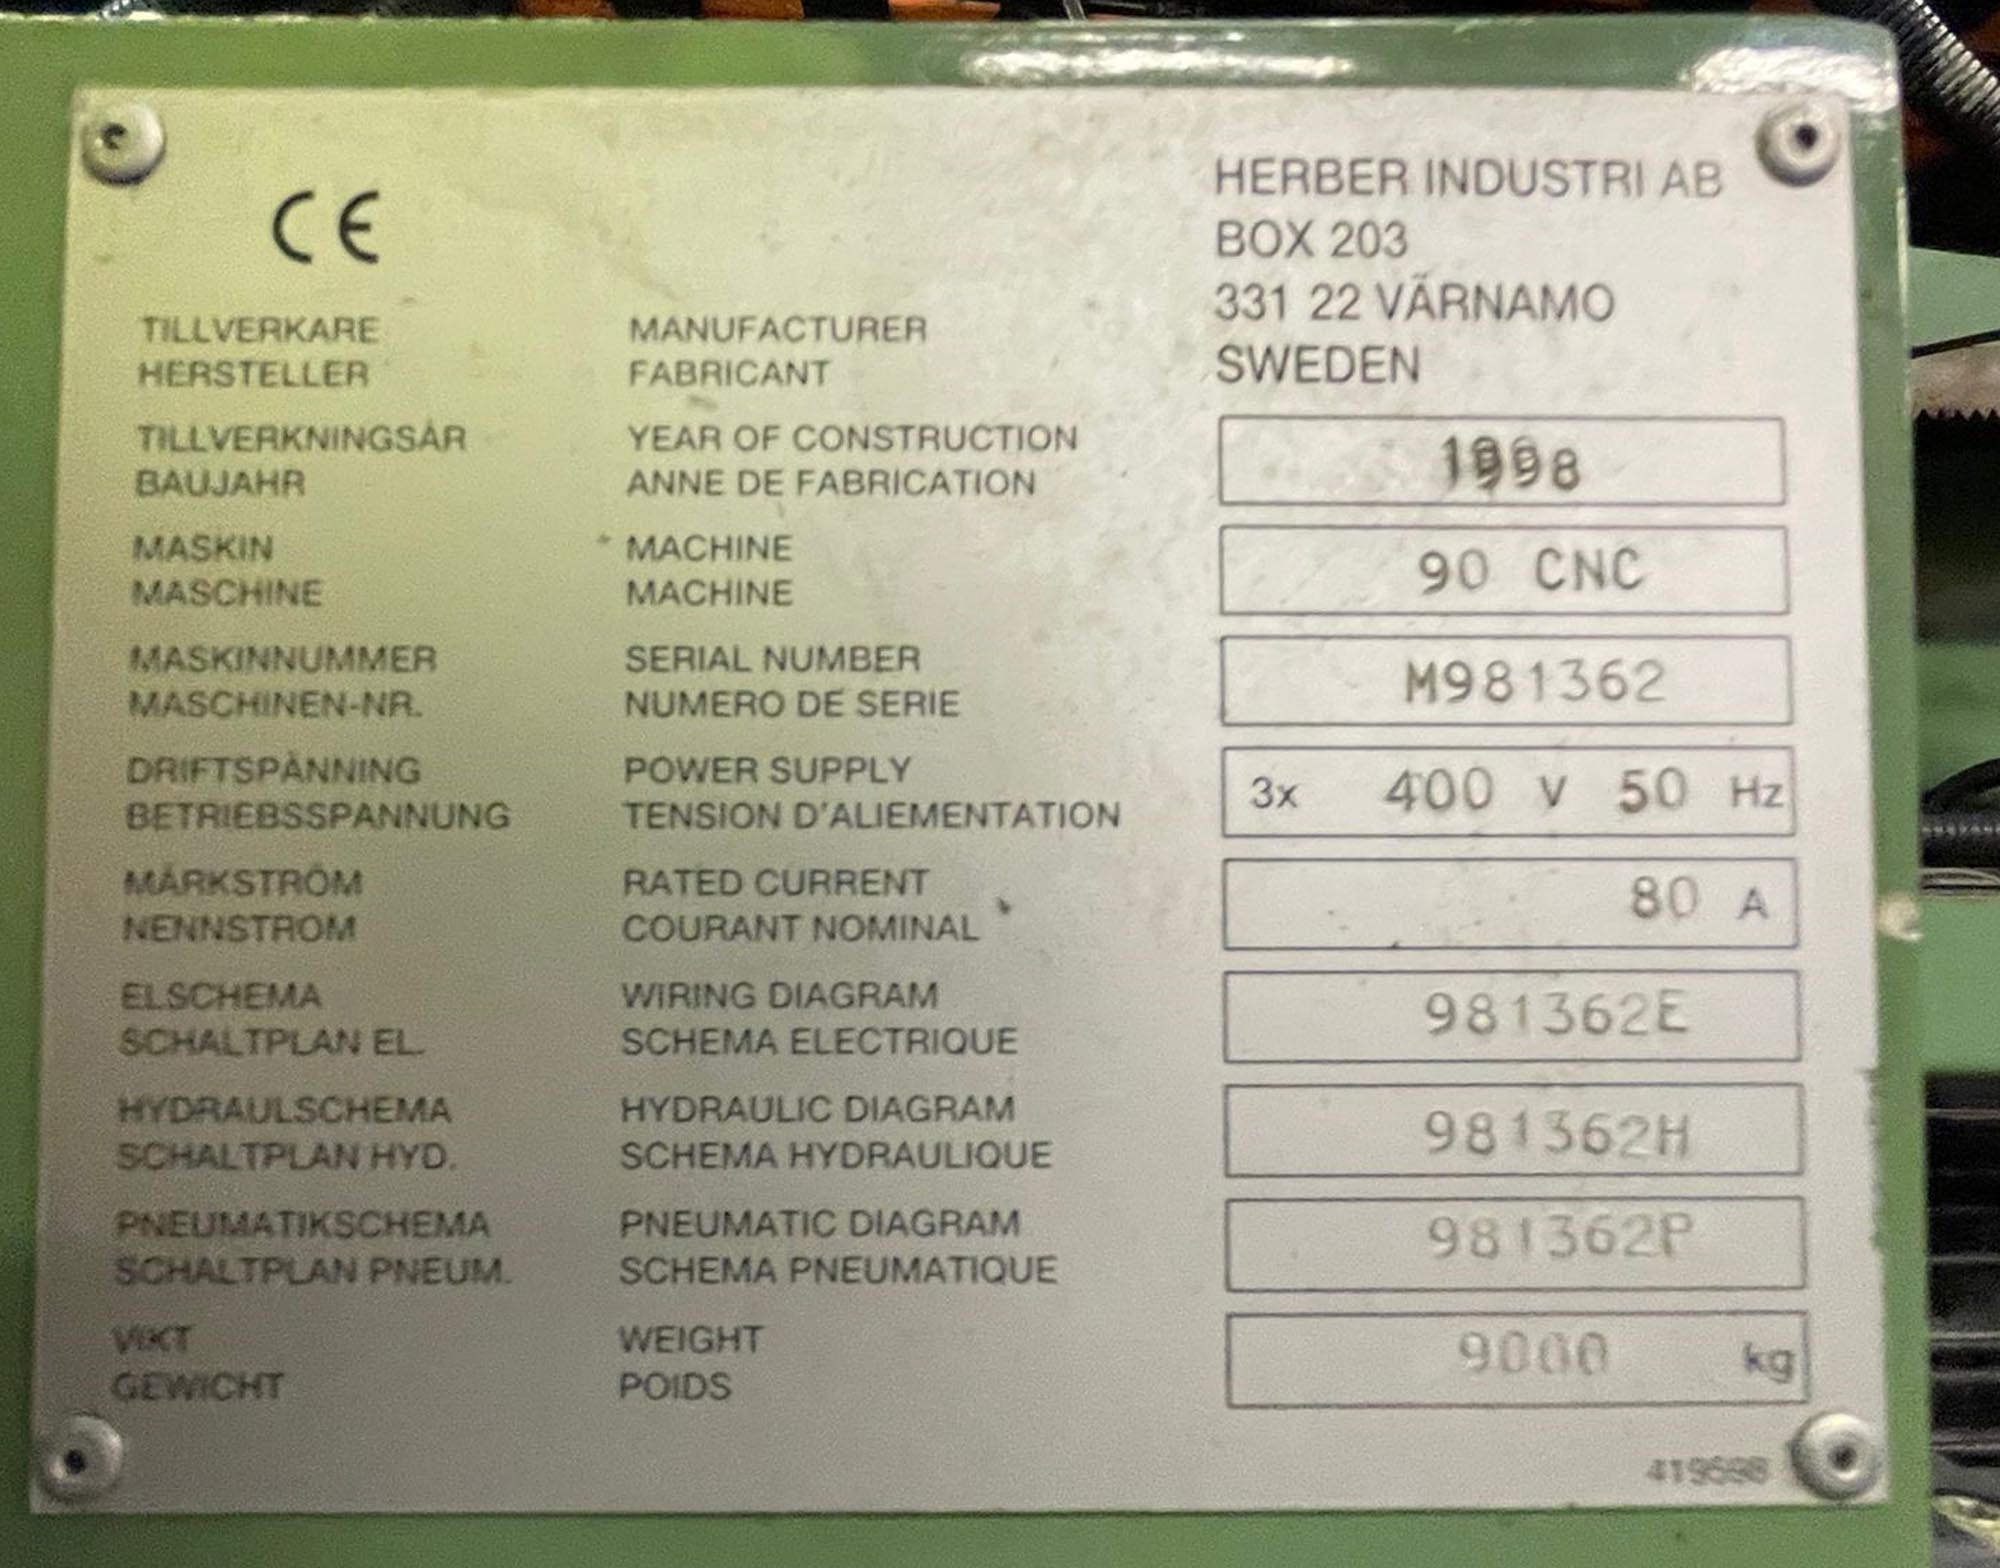 CE
HERBER INDUSTRI AB
BOX 203
331 22 VÄRNAMO
SWEDEN
TILLVERKARE MANUFACTURER
HERSTELLER FABRICANT
TILLVERKNINGSÅR YEAR OF CONSTRUCTION 1998
BAUJAHR ANNE DE FABRICATION
MASKIN MACHINE 90 CNC
MASCHINE MACHINE
MASKINNUMMER SERIAL NUMBER M981362
MASCHINEN-NR. NUMERO DE SERIE
DRIFTSPÄNNING POWER SUPPLY 3x 400 V 50 Hz
BETRIEBSSPANNUNG TENSION D'ALIEMENTATION
MÄRKSTRÖM RATED CURRENT 80 A
NENNSTROM COURANT NOMINAL
ELSCHEMA WIRING DIAGRAM 981362E
SCHALTPLAN EL. SCHEMA ELECTRIQUE
HYDRAULSCHEMA HYDRAULIC DIAGRAM 981362H
SCHALTPLAN HYD. SCHEMA HYDRAULIQUE
PNEUMATIKSCHEMA PNEUMATIC DIAGRAM 981362P
SCHALTPLAN PNEUM. SCHEMA PNEUMATIQUE
VIKT WEIGHT 9000 kg
GEWICHT POIDS